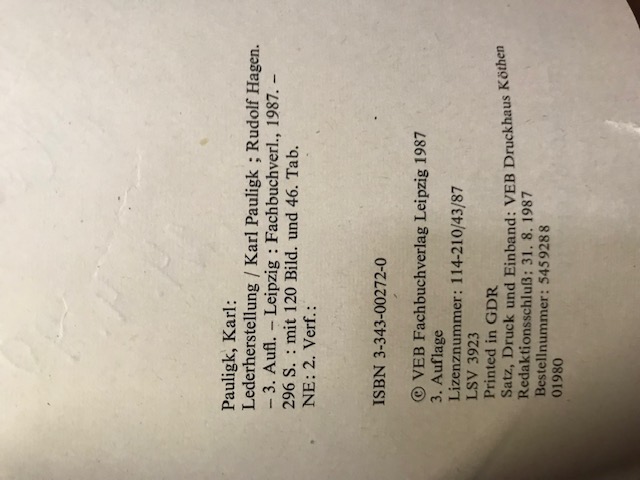 Pauligk, Karl:
Lederherstellung / Karl Pauligk ; Rudolf Hagen.
– 3. Aufl. – Leipzig : Fachbuchverl., 1987. –
296 S. : mit 120 Bild. und 46. Tab.
NE: 2. Verf.:
ISBN 3-343-00272-0
© VEB Fachbuchverlag Leipzig 1987
3. Auflage
Lizenznummer: 114-210/43/87
LSV 3923
Printed in GDR
Satz, Druck und Einband: VEB Druckhaus Köthen
Redaktionsschluß: 31. 8. 1987
Bestellnummer: 5459288
01980